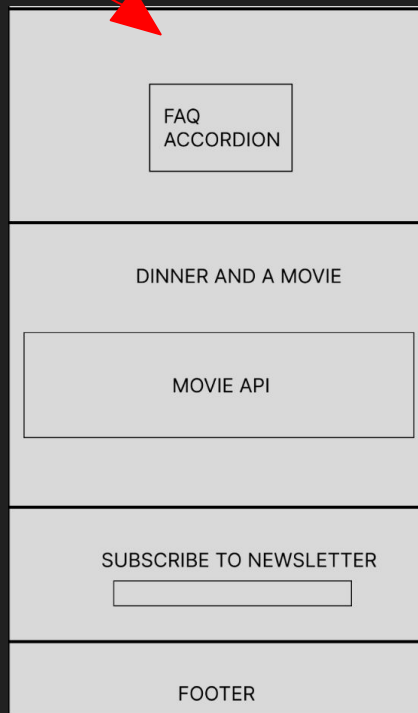 FAQ
ACCORDION
DINNER AND A MOVIE
MOVIE API
SUBSCRIBE TO NEWSLETTER
FOOTER